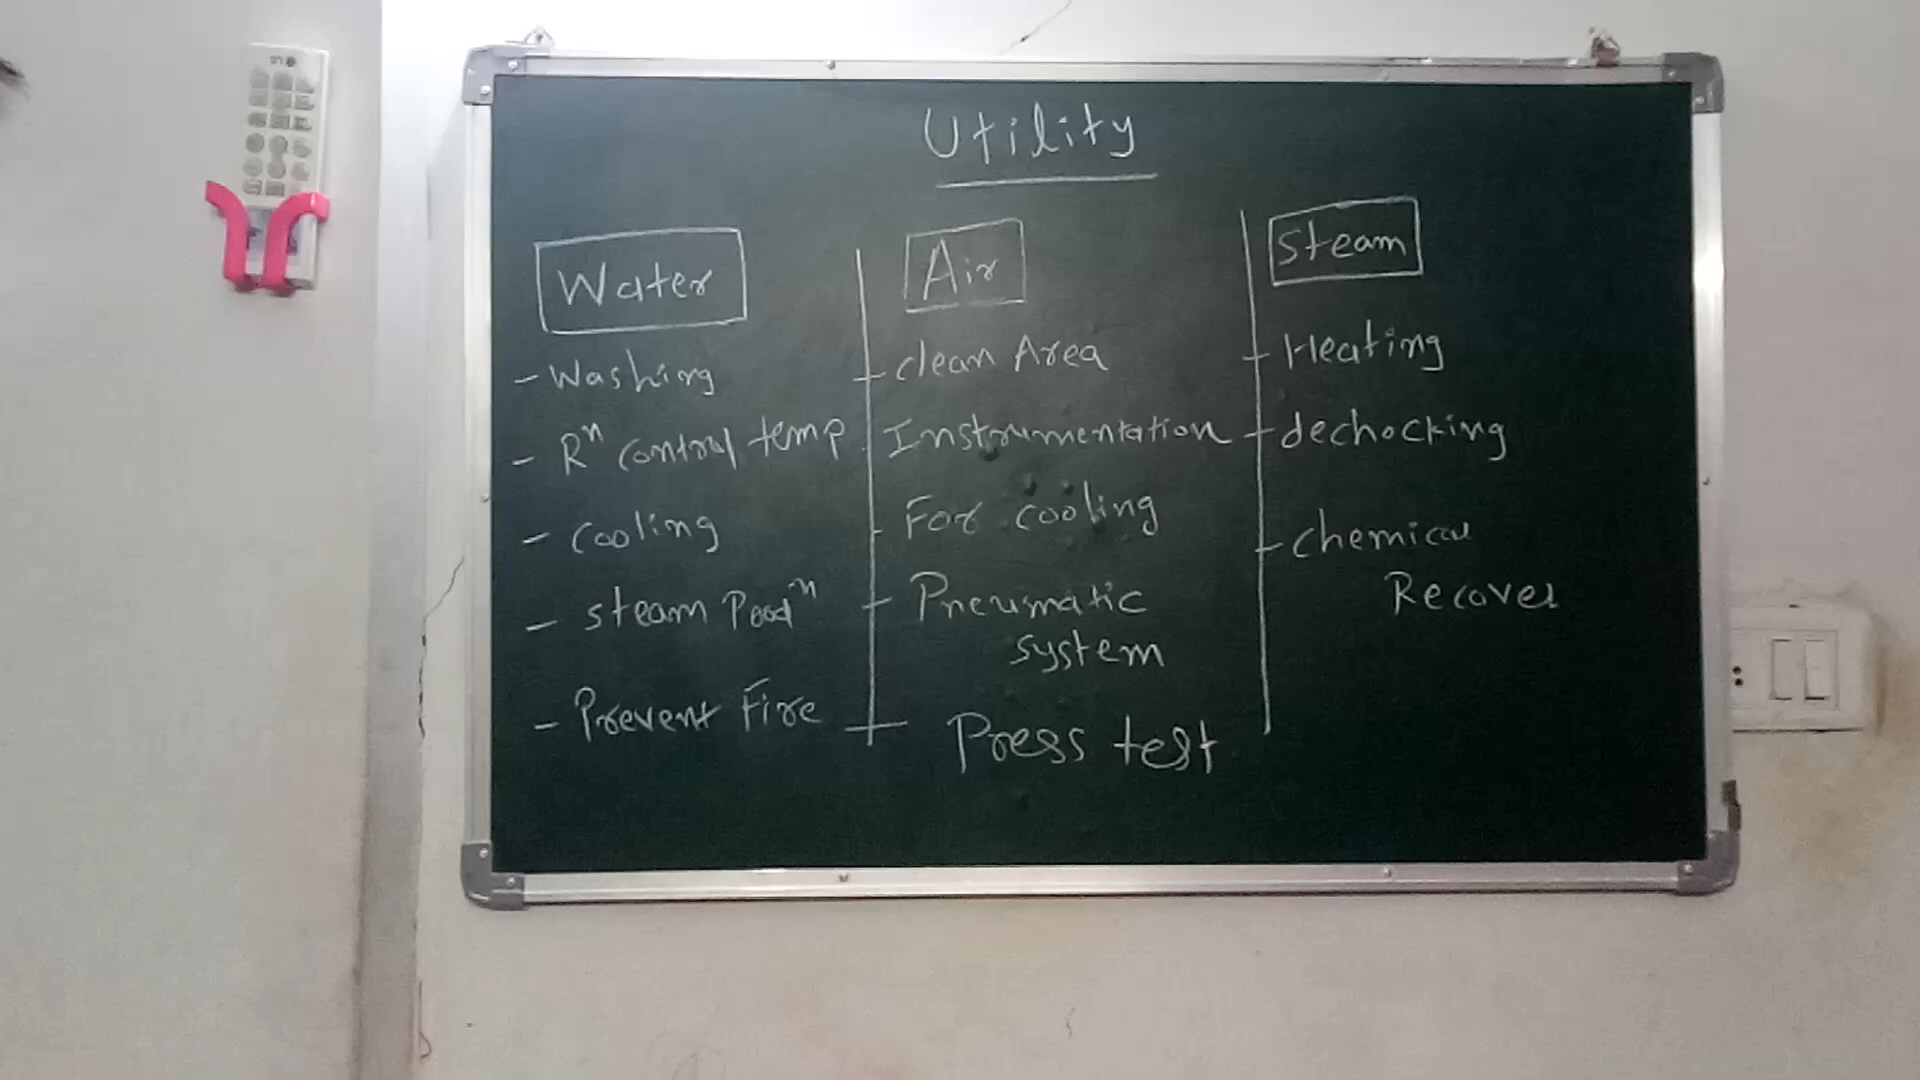 Utility
Water
- Washing
- Rⁿ control temp.
- Cooling
- steam Prodⁿ
- Prevent Fire
Air
- clean Area
Instrumentation
- For cooling
- Pneumatic
system
- Press test
Steam
- Heating
- dechocking
- chemical
Recover